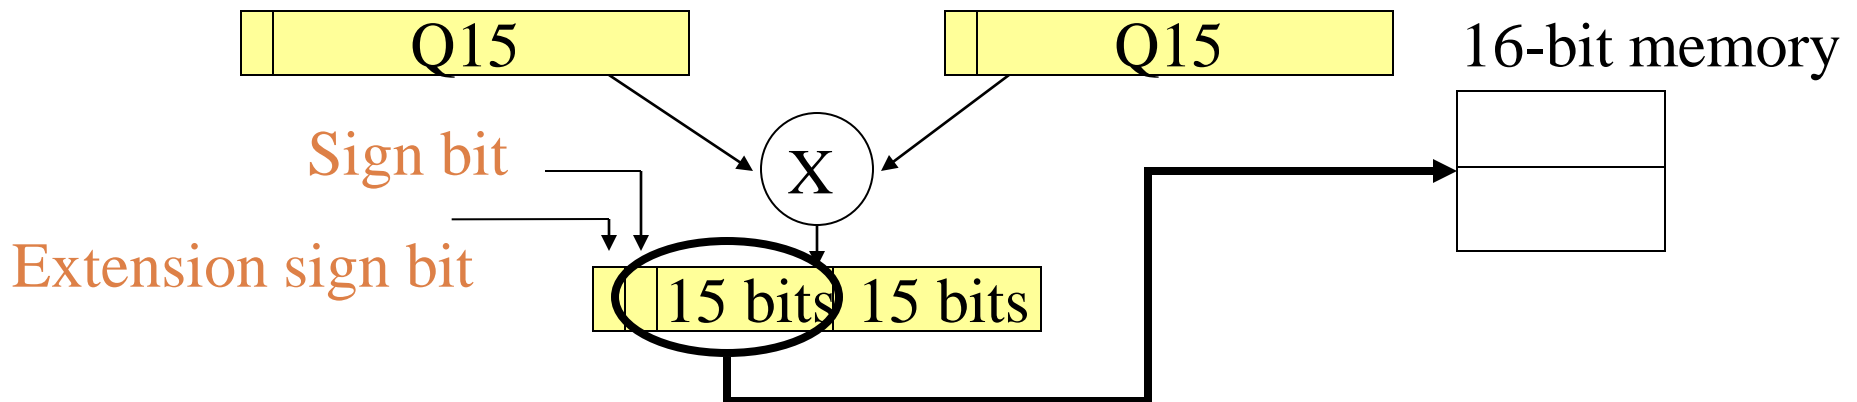 Q15
Q15
16-bit memory
Sign bit
X
Extension sign bit
15 bits
15 bits